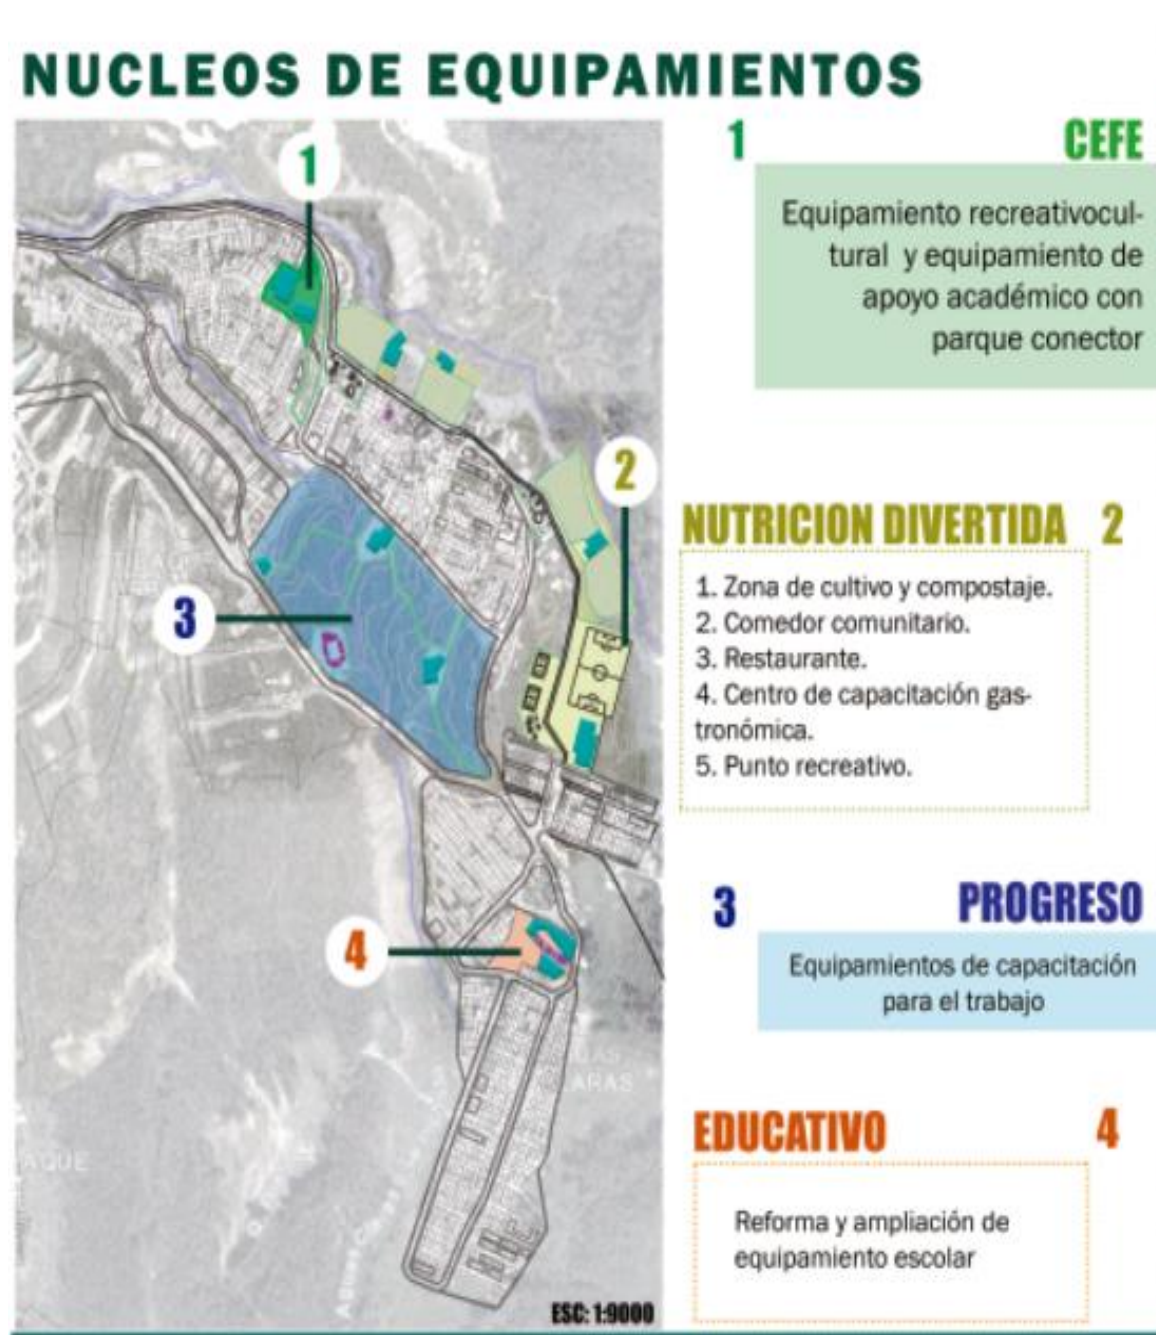 NUCLEOS DE EQUIPAMIENTOS
1
CEFE
Equipamiento recreativocul-
tural y equipamiento de
apoyo académico con
parque conector
NUTRICION DIVERTIDA 2
1. Zona de cultivo y compostaje.
2. Comedor comunitario.
3. Restaurante.
4. Centro de capacitación gas-
tronómica.
5. Punto recreativo.
3
PROGRESO
Equipamientos de capacitación
para el trabajo
EDUCATIVO 4
Reforma y ampliación de
equipamiento escolar
1
2
3
4
ARAS
AQUE
ESC: 1:9000